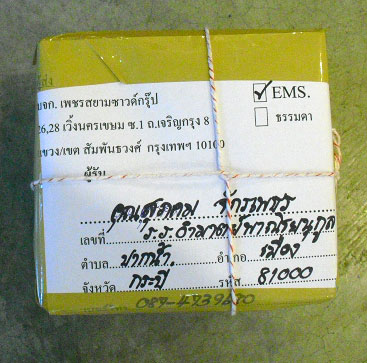 บจก. เพชรสยามซาวด์กรุ๊ป
26,28 เวิ้งนครเขษม ซ.1 ถ.เจริญกรุง 8
แขวง/เขต สัมพันธวงศ์ กรุงเทพฯ 10100
☑ EMS.
☐ ธรรมดา
ผู้รับ
คุณสุคคม จักรเพชร
เลขที่ ร.ร.อำมาตย์พานิชนุกูล
ตำบล ปากน้ำ อำเภอ เมือง
จังหวัด กระบี่ รหัส 81000
089-4739630